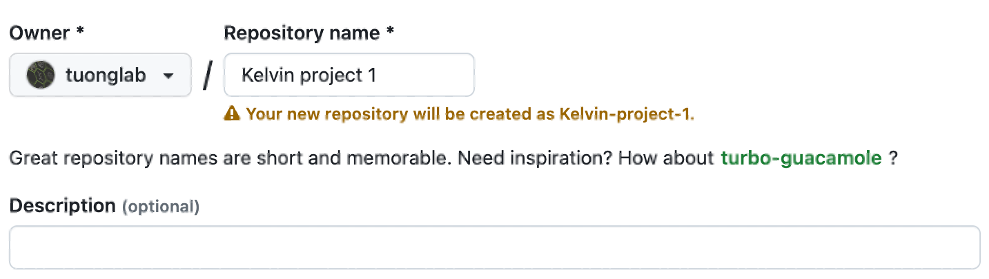 Owner * Repository name *
tuonglab / Kelvin project 1
Your new repository will be created as Kelvin-project-1.
Great repository names are short and memorable. Need inspiration? How about turbo-guacamole ?
Description (optional)